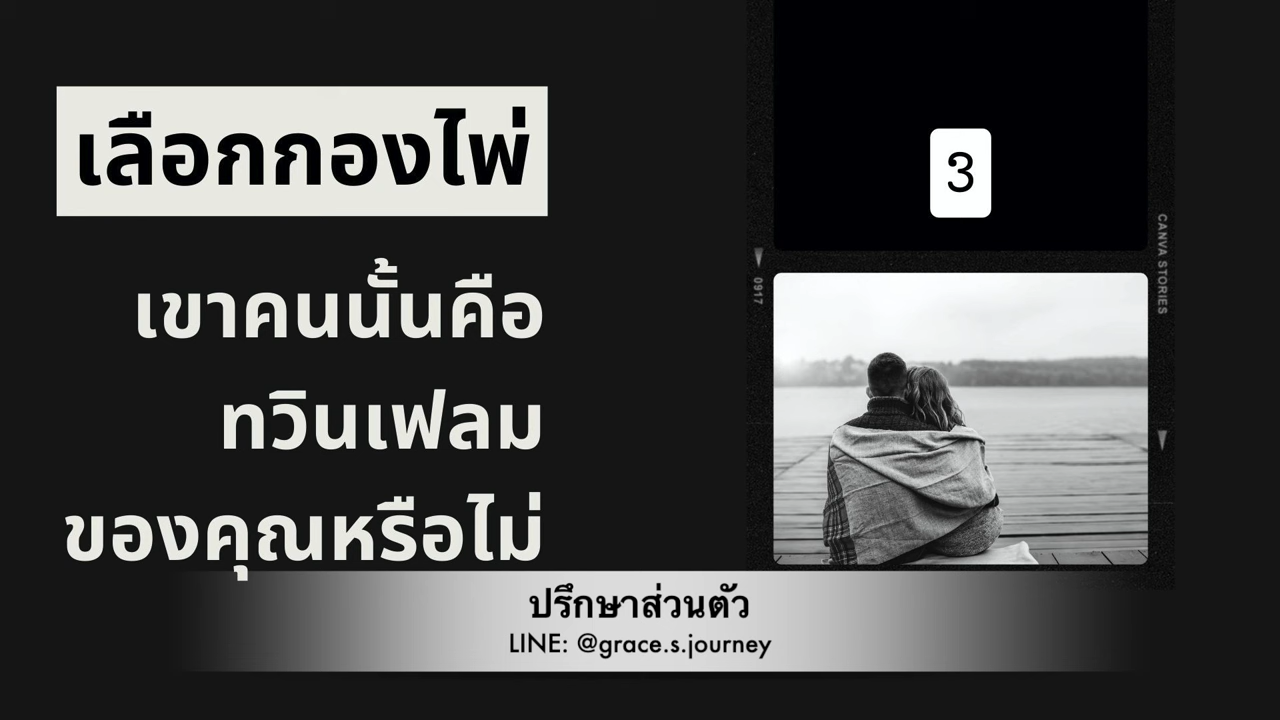 เลือกกองไพ่
เขาคนนั้นคือ
ทวินเฟลม
ของคุณหรือไม่
3
0917
CANVA STORIES
ปรึกษาส่วนตัว
LINE: @grace.s.journey